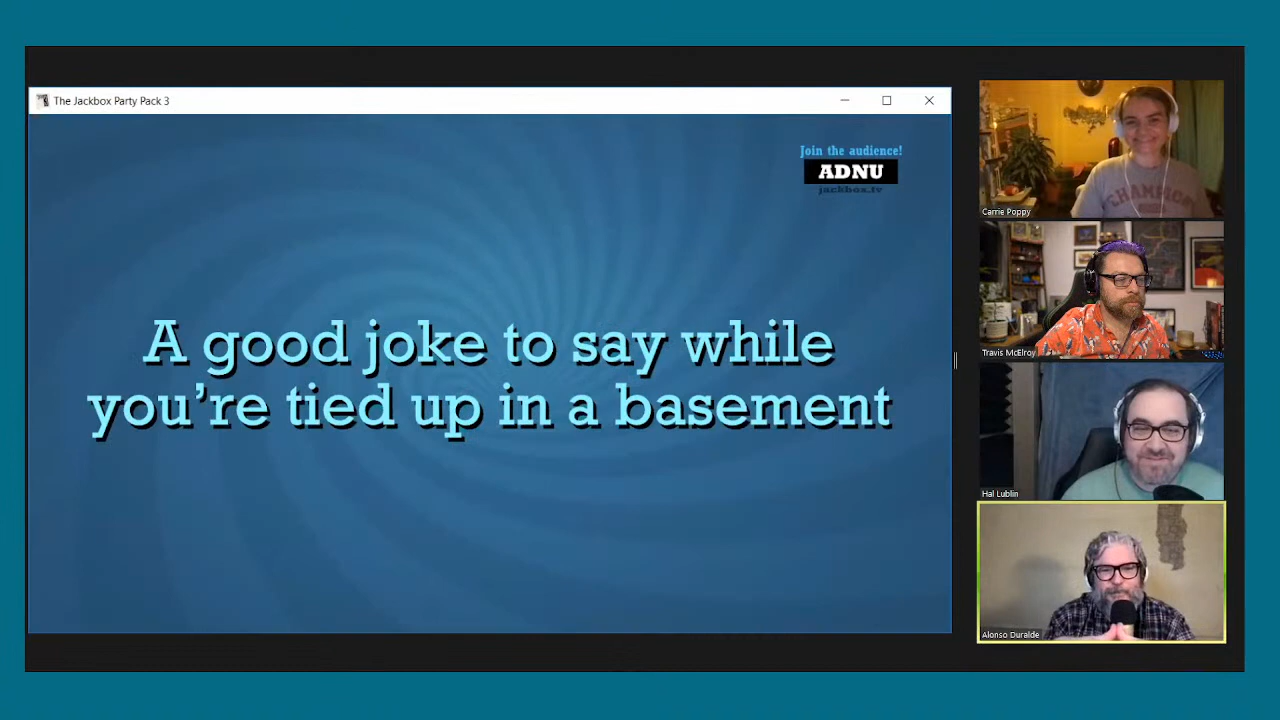 The Jackbox Party Pack 3
Join the audience!
ADNU
jackbox.tv
A good joke to say while
you're tied up in a basement
CHAMPION
Carrie Poppy
Travis McElroy
Hal Lublin
Alonso Duralde